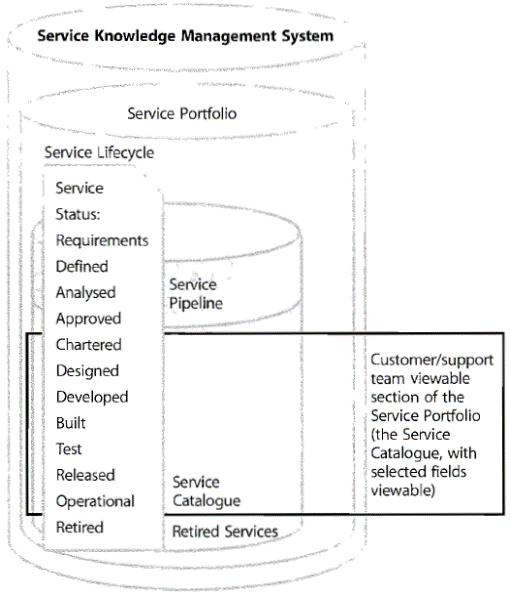 Service Knowledge Management System
Service Portfolio
Service Lifecycle
Service
Status:
Requirements
Defined
Analysed
Approved
Chartered
Designed
Developed
Built
Test
Released
Operational
Retired
Service
Pipeline
Service
Catalogue
Retired Services
Customer/support
team viewable
section of the
Service Portfolio
(the Service
Catalogue, with
selected fields
viewable)